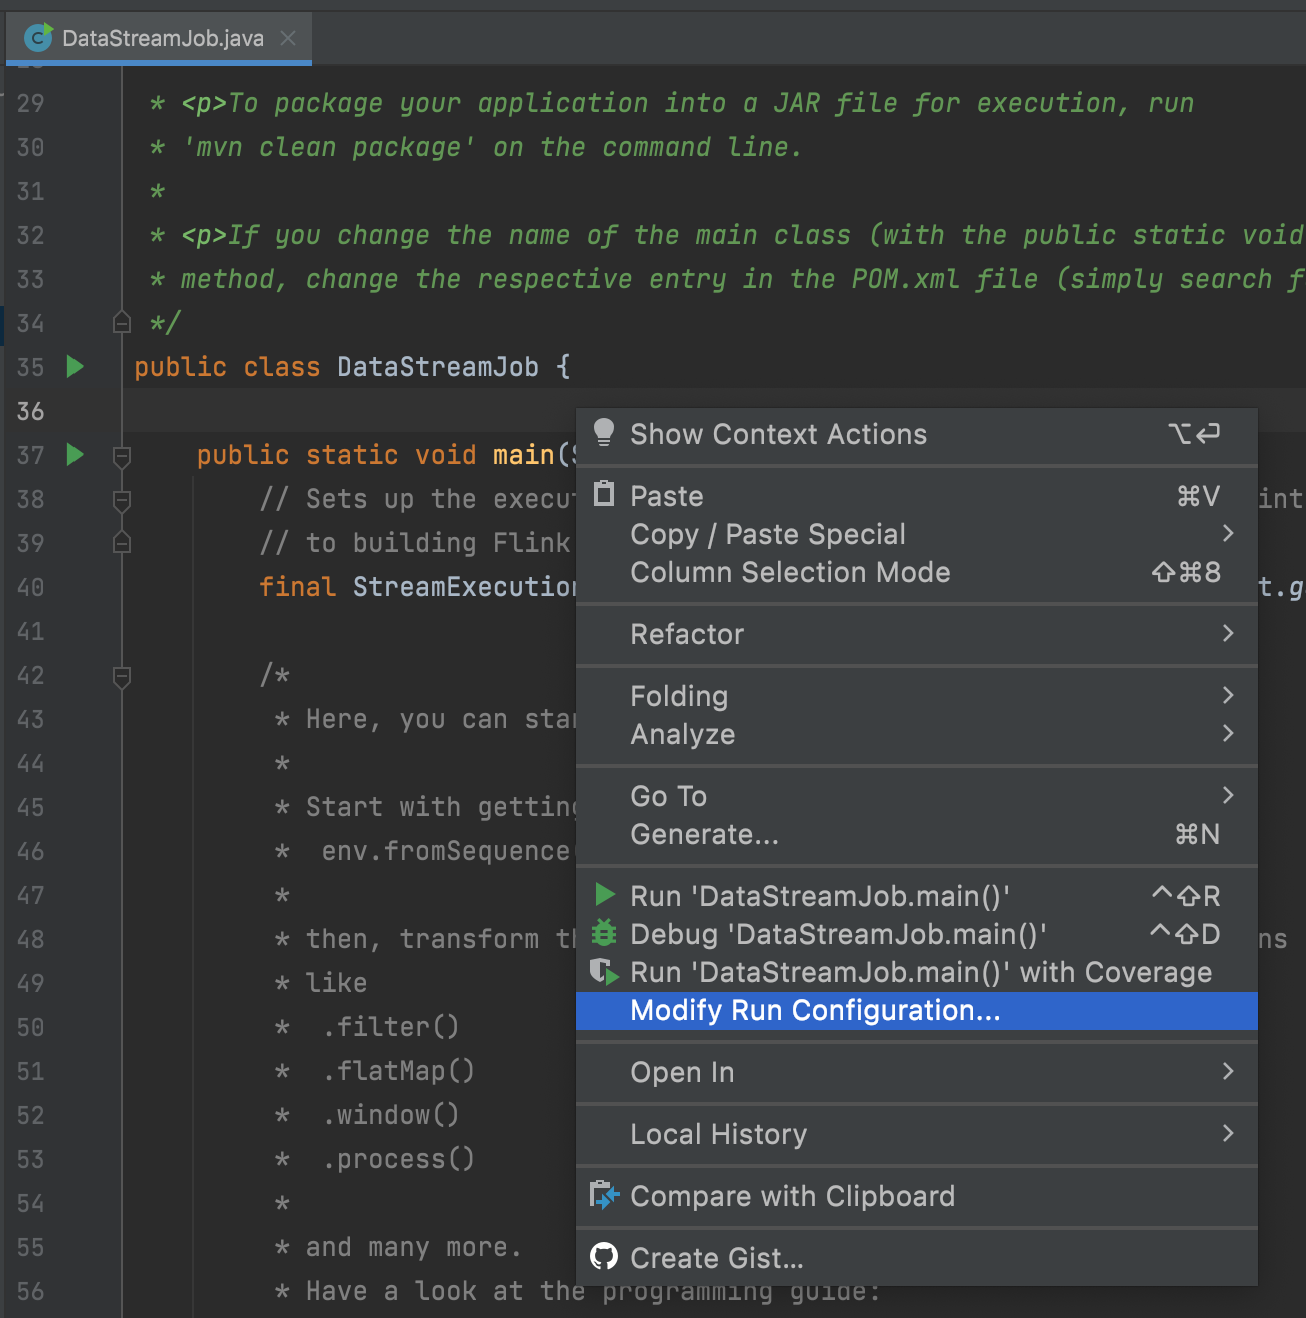 DataStreamJob.java
29 * <p>To package your application into a JAR file for execution, run
30 * 'mvn clean package' on the command line.
31 *
32 * <p>If you change the name of the main class (with the public static void
33 * method, change the respective entry in the POM.xml file (simply search f
34 */
35 public class DataStreamJob {
36
37 public static void main(
38 // Sets up the execut int
39 // to building Flink
40 final StreamExecution t.g
41
42 /*
43 * Here, you can star
44 *
45 * Start with getting
46 * env.fromSequence(
47 *
48 * then, transform th ns
49 * like
50 * .filter()
51 * .flatMap()
52 * .window()
53 * .process()
54 *
55 * and many more.
56 * Have a look at the programming guide:
Show Context Actions ⌥⏎
Paste ⌘V
Copy / Paste Special
Column Selection Mode ⇧⌘8
Refactor
Folding
Analyze
Go To
Generate... ⌘N
Run 'DataStreamJob.main()' ^⇧R
Debug 'DataStreamJob.main()' ^⇧D
Run 'DataStreamJob.main()' with Coverage
Modify Run Configuration...
Open In
Local History
Compare with Clipboard
Create Gist...